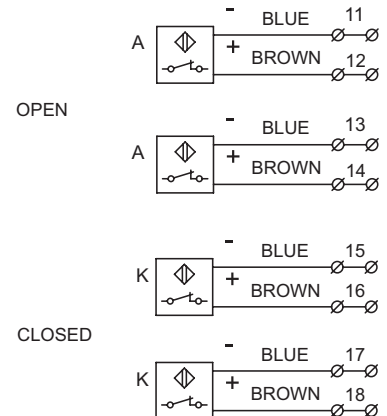 - BLUE 11
A + BROWN 12
OPEN
- BLUE 13
A + BROWN 14
- BLUE 15
K + BROWN 16
CLOSED
- BLUE 17
K + BROWN 18